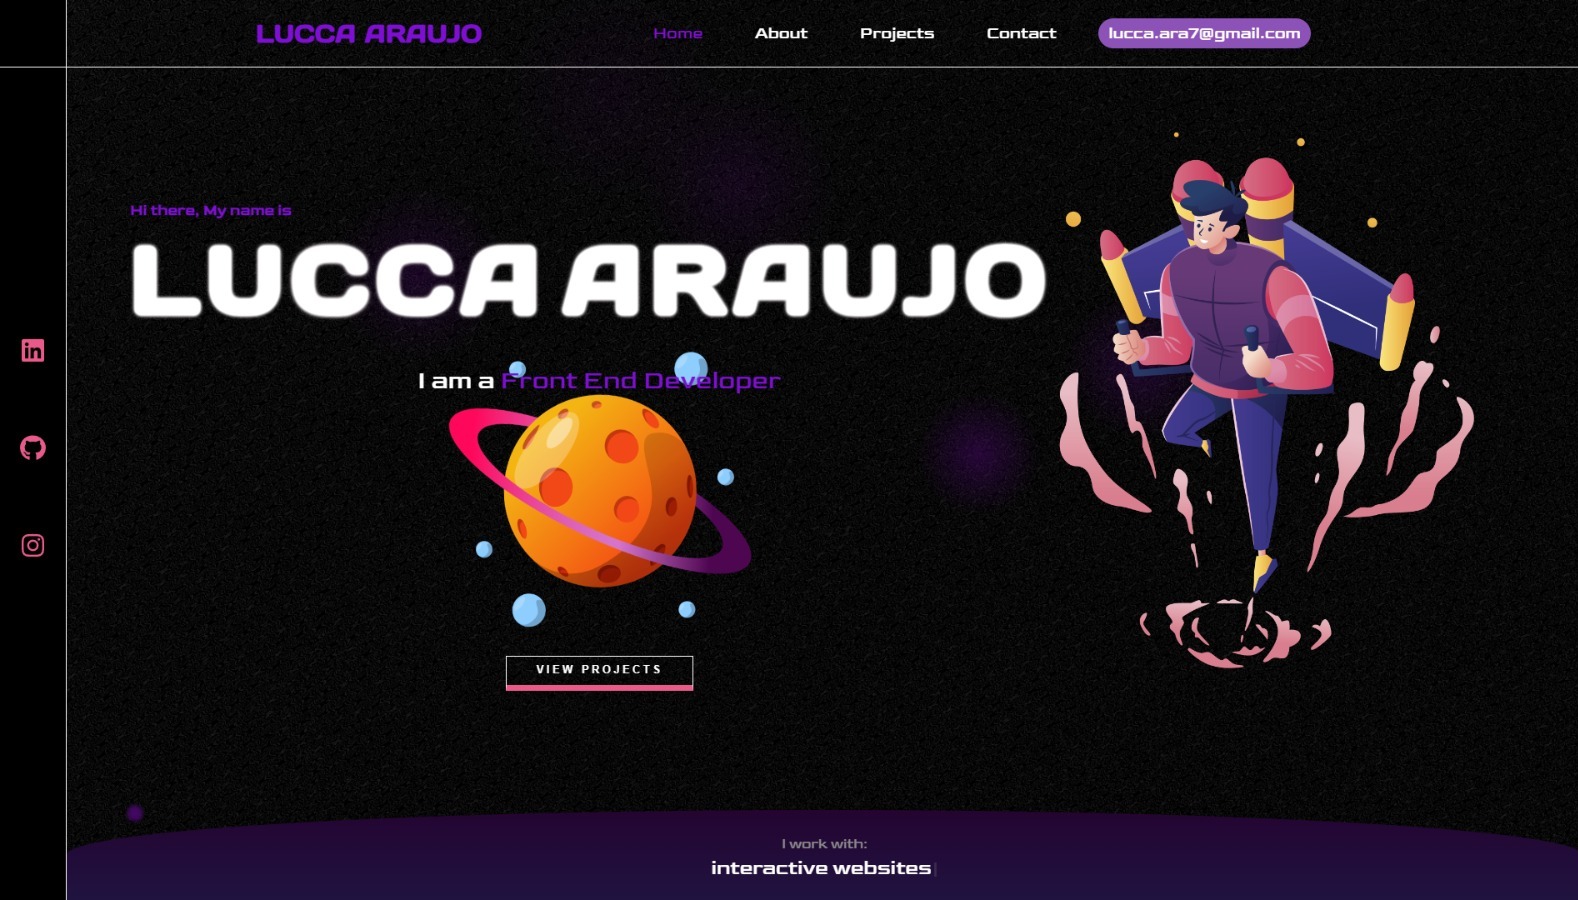 LUCCA ARAUJO
Home About Projects Contact lucca.ara7@gmail.com
Hi there, My name is
LUCCA ARAUJO
I am a Front End Developer
VIEW PROJECTS
I work with:
interactive websites